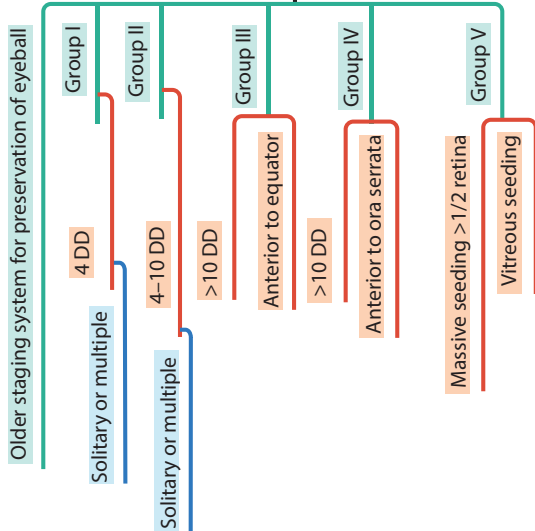 Older staging system for preservation of eyeball
Group I
4 DD
Solitary or multiple
Group II
4–10 DD
Solitary or multiple
Group III
>10 DD
Anterior to equator
Group IV
>10 DD
Anterior to ora serrata
Group V
Massive seeding >1/2 retina
Vitreous seeding